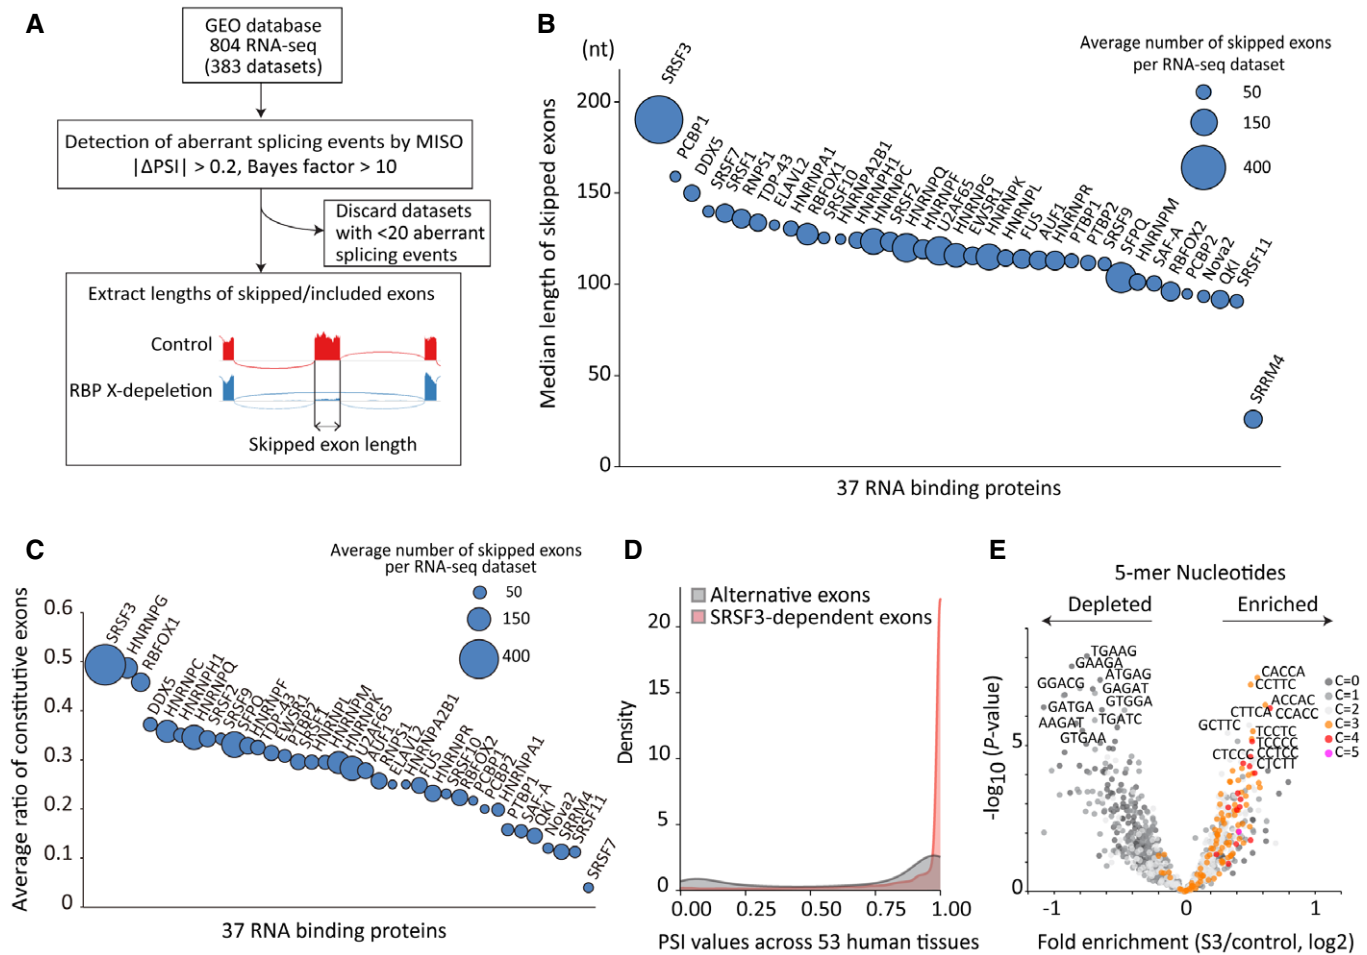 A
GEO database
804 RNA-seq
(383 datasets)
Detection of aberrant splicing events by MISO
|ΔPSI| > 0.2, Bayes factor > 10
Discard datasets
with <20 aberrant
splicing events
Extract lengths of skipped/included exons
Control
RBP X-depeletion
Skipped exon length
B
(nt)
Median length of skipped exons
200
150
100
50
0
SRSF3
PCBP1
DDX5
SRSF7
SRSF1
RNPS1
TDP-43
ELAVL2
HNRNPA1
RBFOX1
SRSF10
HNRNPA2B1
HNRNPH1
HNRNPC
SRSF2
HNRNPQ
HNRNPF
U2AF65
HNRNPG
EWSR1
HNRNPK
HNRNPL
FUS
AUF1
HNRNPR
PTBP1
PTBP2
SRSF9
SFPQ
HNRNPM
SAF-A
RBFOX2
PCBP2
Nova2
QKI
SRSF11
SRRM4
Average number of skipped exons
per RNA-seq dataset
50
150
400
37 RNA binding proteins
C
Average number of skipped exons
per RNA-seq dataset
50
150
400
Average ratio of constitutive exons
0.6
0.5
0.4
0.3
0.2
0.1
0
SRSF3
HNRNPG
RBFOX1
DDX5
HNRNPC
HNRNPH1
HNRNPQ
SRSF2
SRSF9
SFPQ
HNRNPF
TDP-43
EWSR1
PTBP2
SRSF1
HNRNPL
HNRNPM
HNRNPK
U2AF65
AUF1
RNPS1
ELAVL2
HNRNPA2B1
FUS
HNRNPR
SRSF10
RBFOX2
PCBP1
PCBP2
HNRNPA1
PTBP1
SAF-A
QKI
Nova2
SRRM4
SRSF11
SRSF7
37 RNA binding proteins
D
Alternative exons
SRSF3-dependent exons
Density
20
15
10
5
0
0.00
0.25
0.50
0.75
1.00
PSI values across 53 human tissues
E
5-mer Nucleotides
Depleted
Enriched
-log10 (P-value)
5
0
TGAAG
GAAGA
ATGAG
GGACG
GAGAT
GATGA
GTGGA
AAGAT
TGATC
GTGAA
CACCA
CCTTC
ACCAC
CTTCA
CCACC
GCTTC
TCCTC
TCCCC
CTCCC
CCTCC
CTCTT
C=0
C=1
C=2
C=3
C=4
C=5
-1
0
1
Fold enrichment (S3/control, log2)